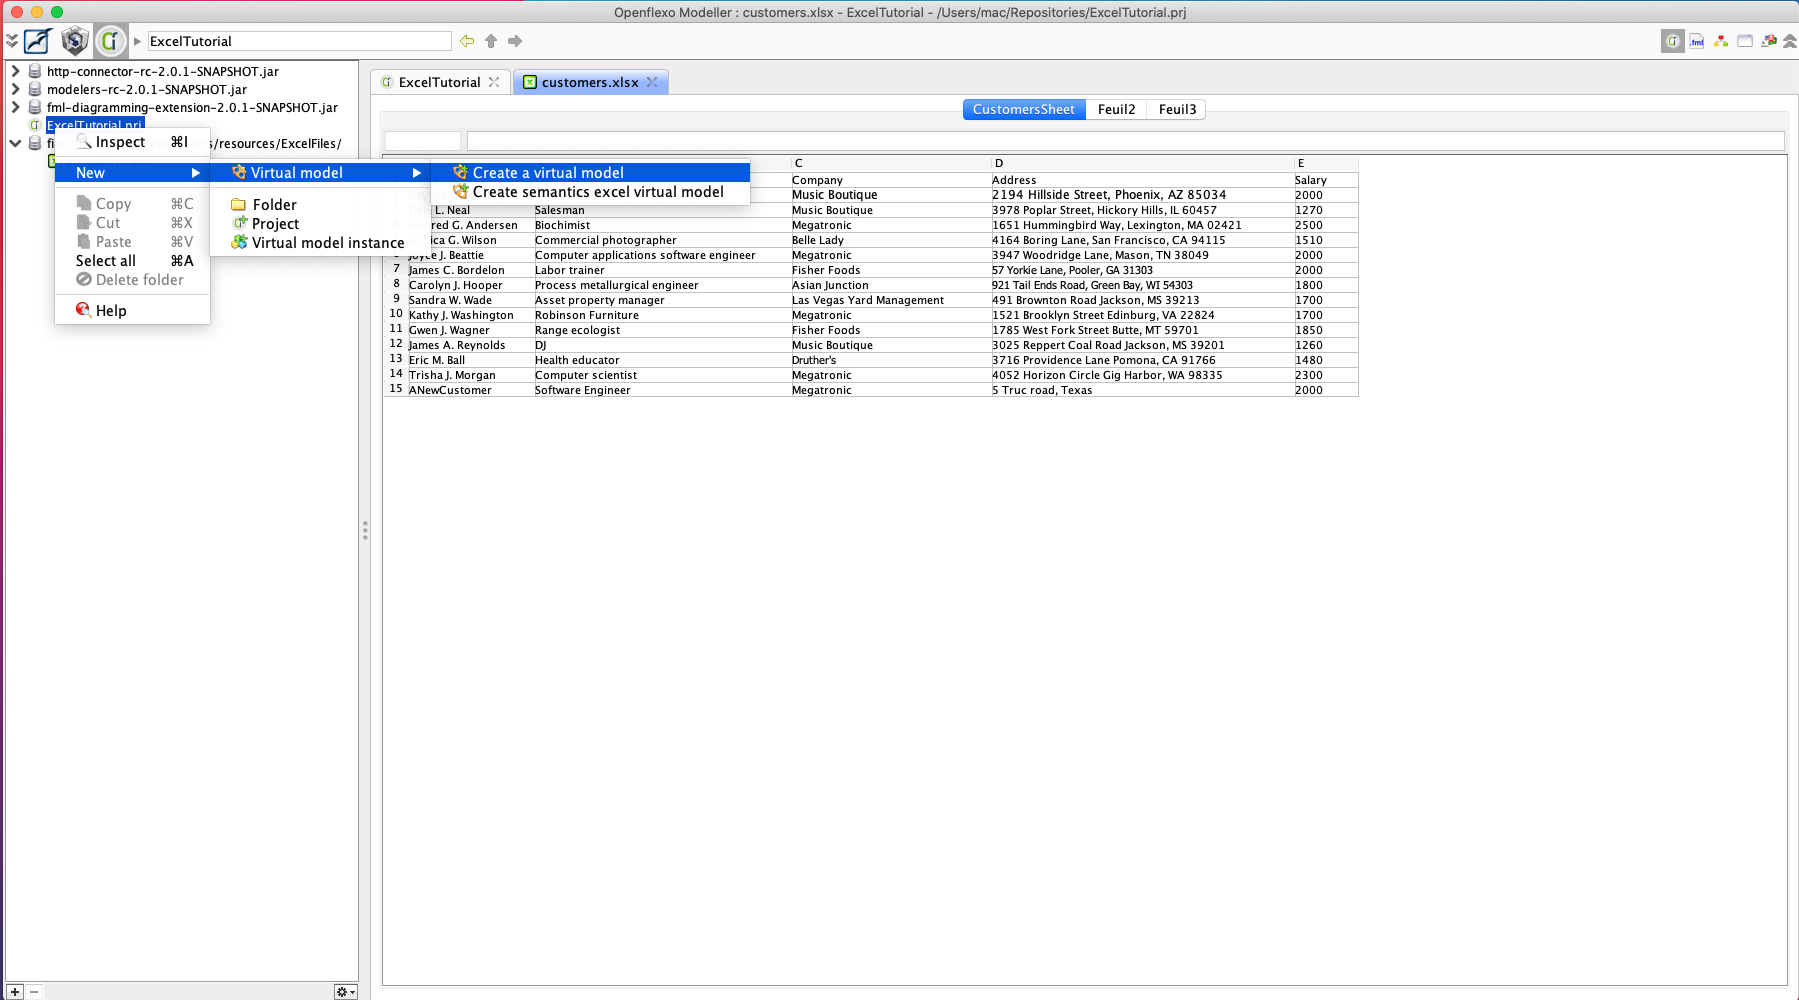 Openflexo Modeller : customers.xlsx - ExcelTutorial - /Users/mac/Repositories/ExcelTutorial.prj
ExcelTutorial
http-connector-rc-2.0.1-SNAPSHOT.jar
modelers-rc-2.0.1-SNAPSHOT.jar
fml-diagramming-extension-2.0.1-SNAPSHOT.jar
ExcelTutorial.prj
/resources/ExcelFiles/
Inspect ⌘I
New
Copy ⌘C
Cut ⌘X
Paste ⌘V
Select all ⌘A
Delete folder
Help
Virtual model
Folder
Project
Virtual model instance
Create a virtual model
Create semantics excel virtual model
ExcelTutorial
customers.xlsx
CustomersSheet Feuil2 Feuil3
C D E
Company Address Salary
Music Boutique 2194 Hillside Street, Phoenix, AZ 85034 2000
L. Neal Salesman Music Boutique 3978 Poplar Street, Hickory Hills, IL 60457 1270
red G. Andersen Biochimist Megatronic 1651 Hummingbird Way, Lexington, MA 02421 2500
ica G. Wilson Commercial photographer Belle Lady 4164 Boring Lane, San Francisco, CA 94115 1510
Joyce J. Beattie Computer applications software engineer Megatronic 3947 Woodridge Lane, Mason, TN 38049 2000
7 James C. Bordelon Labor trainer Fisher Foods 57 Yorkie Lane, Pooler, GA 31303 2000
8 Carolyn J. Hooper Process metallurgical engineer Asian Junction 921 Tail Ends Road, Green Bay, WI 54303 1800
9 Sandra W. Wade Asset property manager Las Vegas Yard Management 491 Brownton Road Jackson, MS 39213 1700
10 Kathy J. Washington Robinson Furniture Megatronic 1521 Brooklyn Street Edinburg, VA 22824 1700
11 Gwen J. Wagner Range ecologist Fisher Foods 1785 West Fork Street Butte, MT 59701 1850
12 James A. Reynolds DJ Music Boutique 3025 Reppert Coal Road Jackson, MS 39201 1260
13 Eric M. Ball Health educator Druther's 3716 Providence Lane Pomona, CA 91766 1480
14 Trisha J. Morgan Computer scientist Megatronic 4052 Horizon Circle Gig Harbor, WA 98335 2300
15 ANewCustomer Software Engineer Megatronic 5 Truc road, Texas 2000